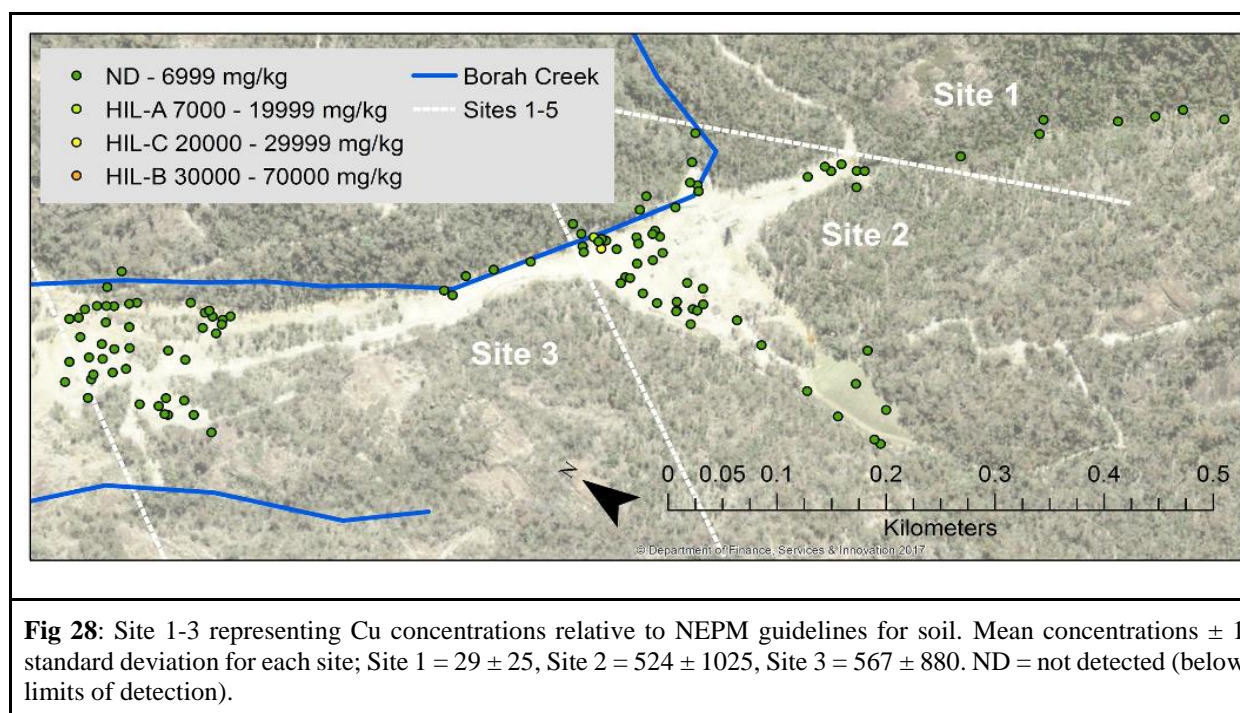 ND - 6999 mg/kg
HIL-A 7000 - 19999 mg/kg
HIL-C 20000 - 29999 mg/kg
HIL-B 30000 - 70000 mg/kg
Borah Creek
Sites 1-5
Site 1
Site 2
Site 3
N
0 0.05 0.1 0.2 0.3 0.4 0.5
Kilometers
© Department of Finance, Services & Innovation 2017
Fig 28: Site 1-3 representing Cu concentrations relative to NEPM guidelines for soil. Mean concentrations ± 1
standard deviation for each site; Site 1 = 29 ± 25, Site 2 = 524 ± 1025, Site 3 = 567 ± 880. ND = not detected (below
limits of detection).